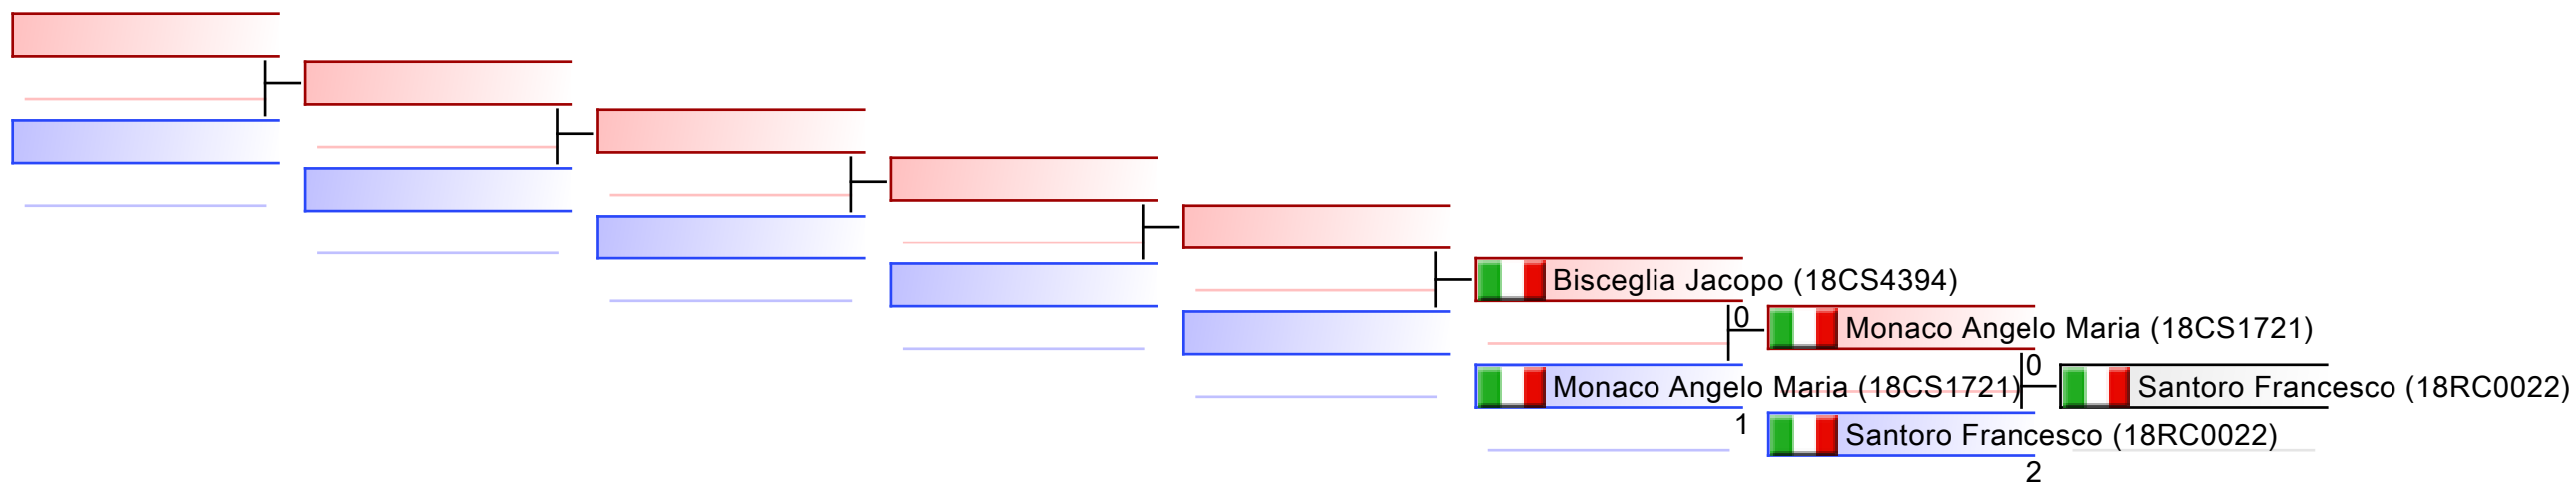 Bisceglia Jacopo (18CS4394)
0
Monaco Angelo Maria (18CS1721)
0
Monaco Angelo Maria (18CS1721)
Santoro Francesco (18RC0022)
1
Santoro Francesco (18RC0022)
2